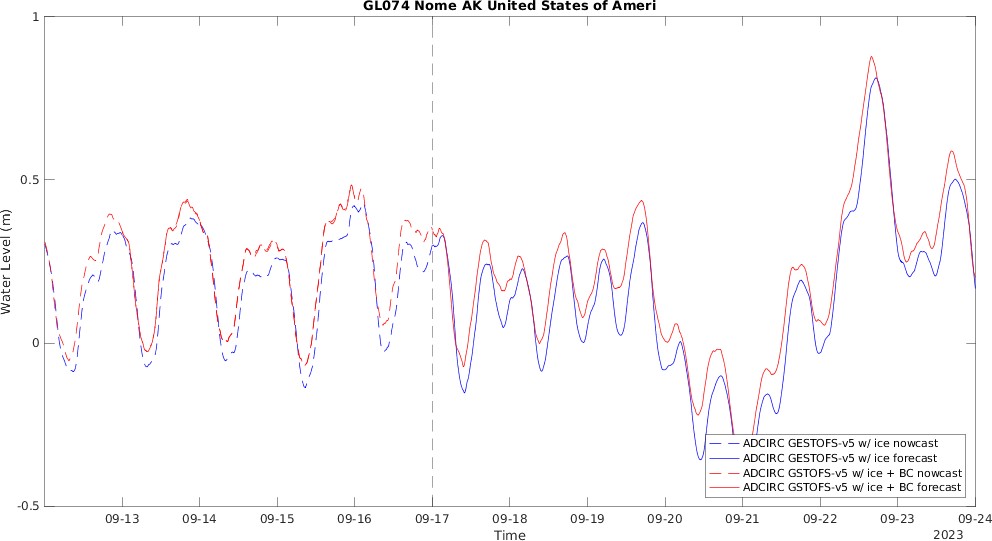 GL074 Nome AK United States of Ameri
Water Level (m)
1
0.5
0
-0.5
ADCIRC GESTOFS-v5 w/ ice nowcast
ADCIRC GESTOFS-v5 w/ ice forecast
ADCIRC GSTOFS-v5 w/ ice + BC nowcast
ADCIRC GSTOFS-v5 w/ ice + BC forecast
09-13 09-14 09-15 09-16 09-17 09-18 09-19 09-20 09-21 09-22 09-23 09-24
Time
2023